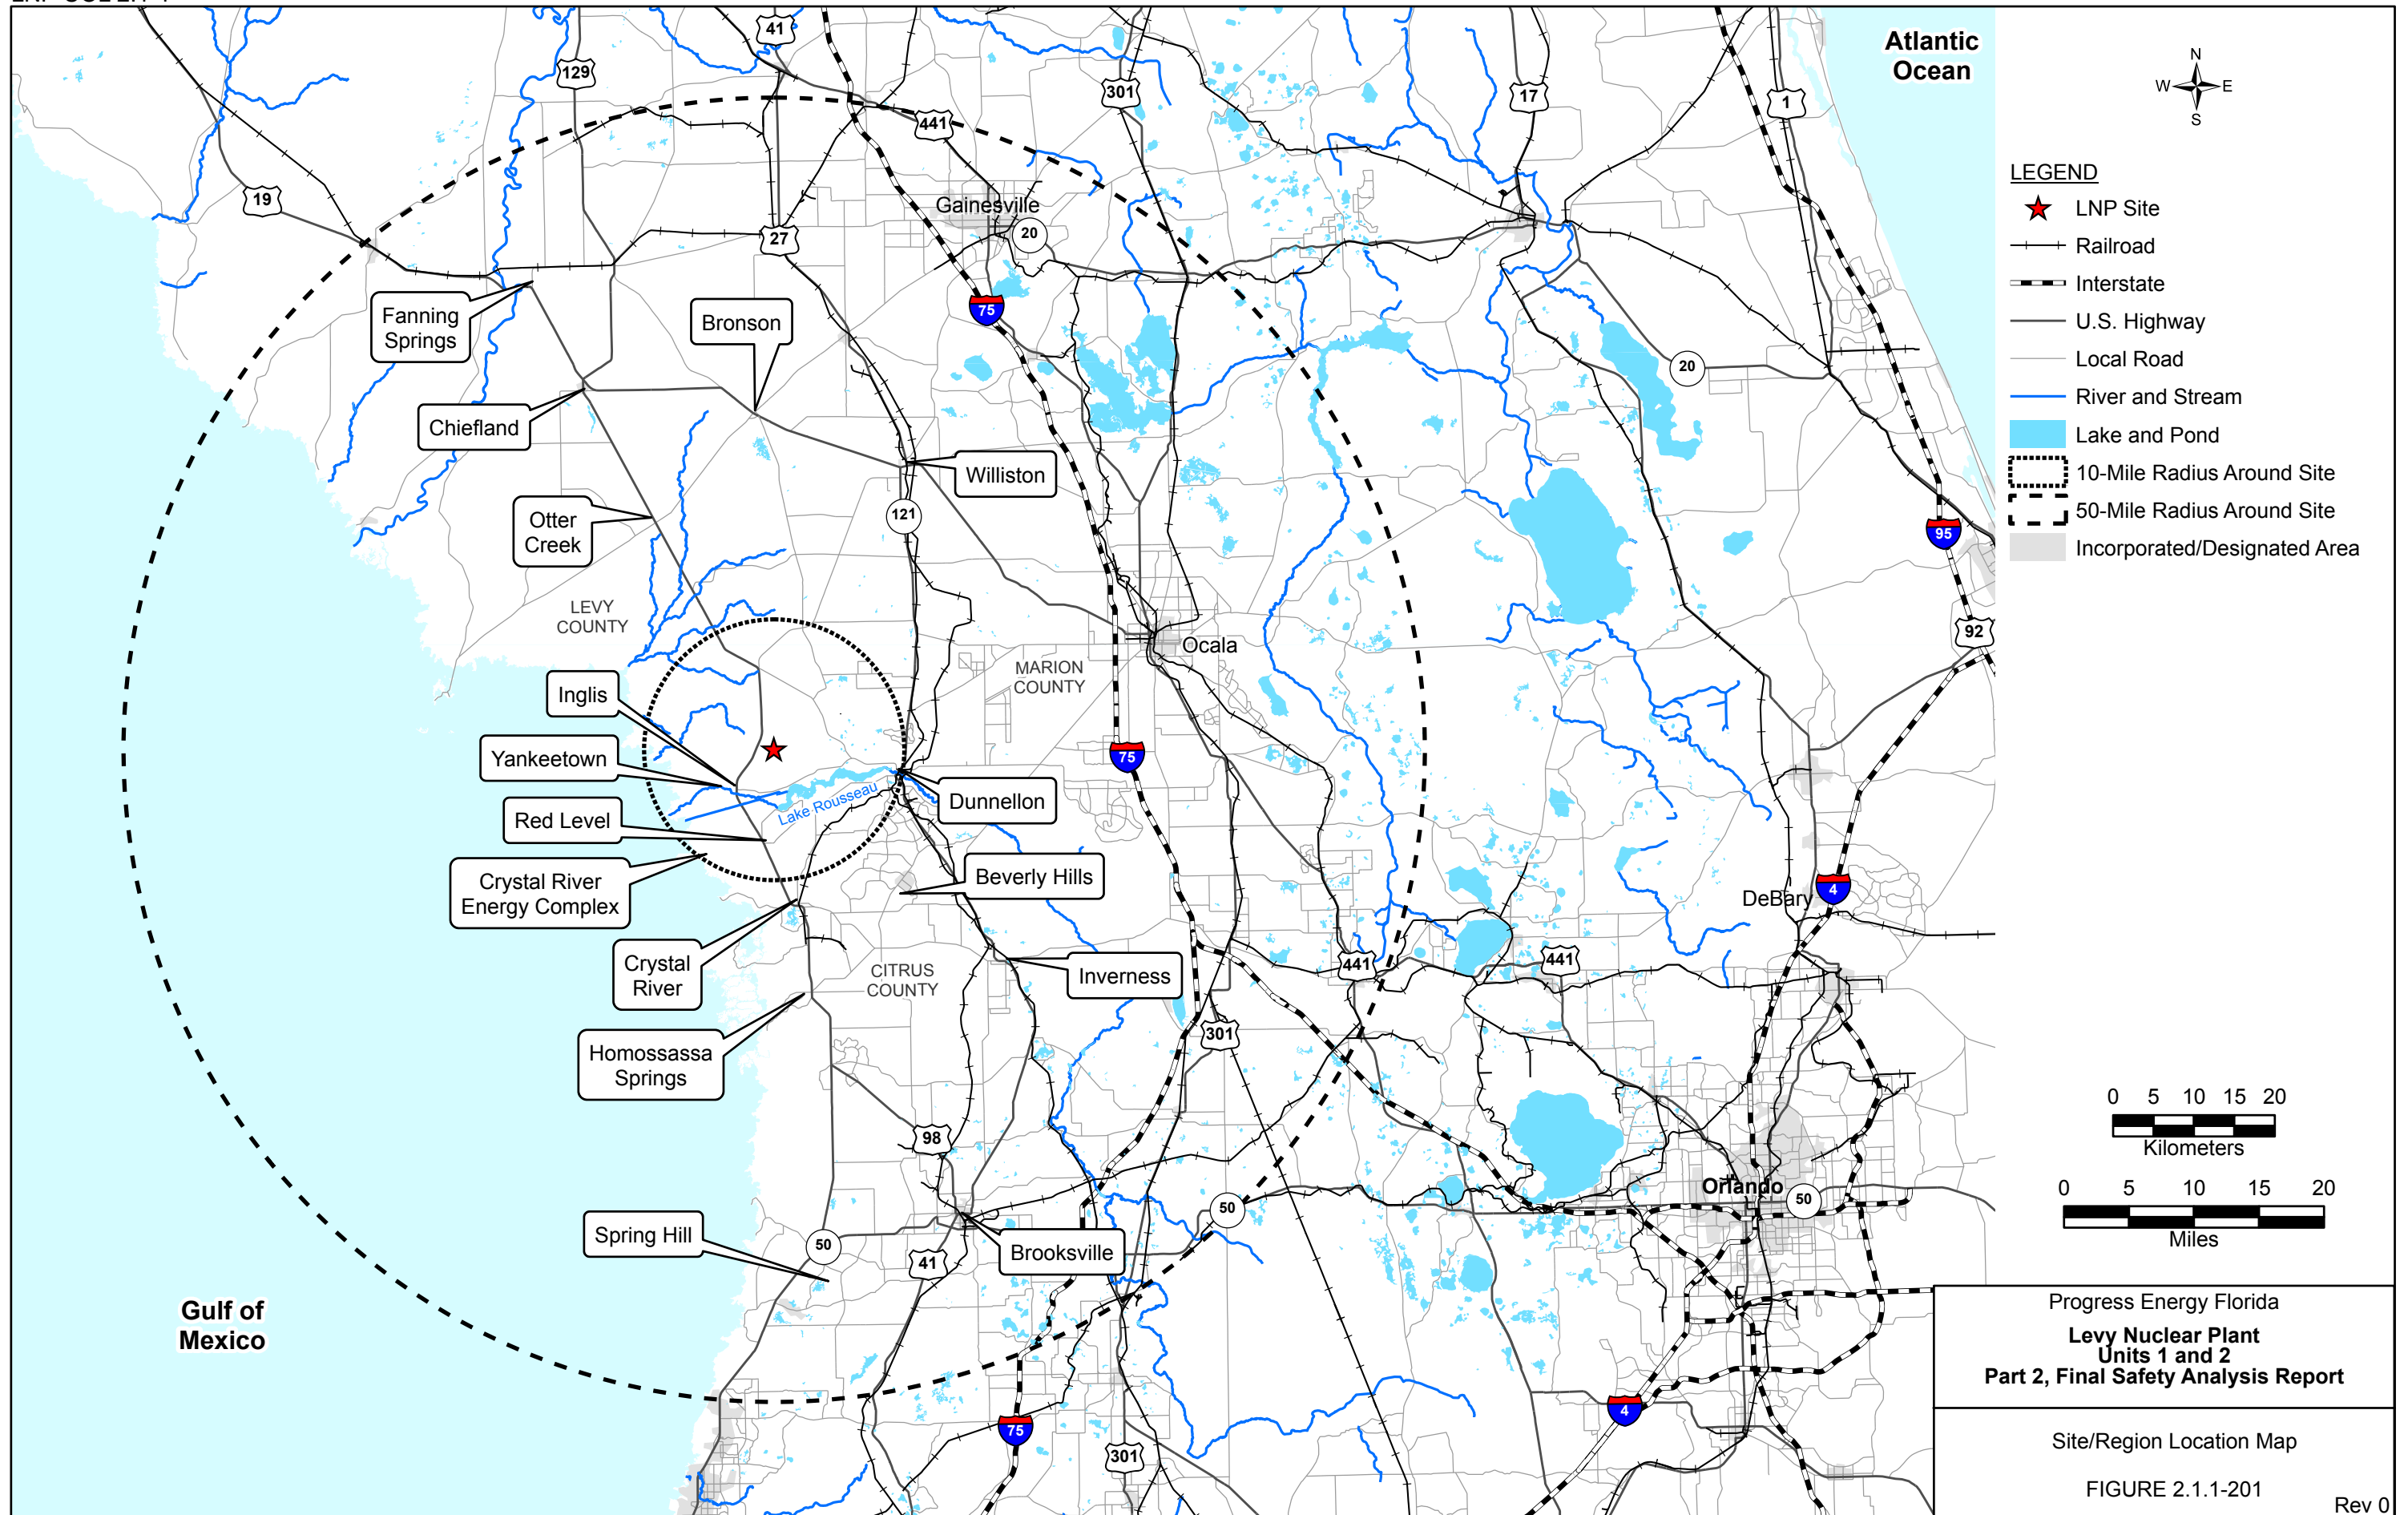 41
129
301
17
1
Atlantic
Ocean
N
W
E
S
441
19
27
Gainesville
20
LEGEND
LNP Site
Railroad
Interstate
U.S. Highway
Local Road
River and Stream
Lake and Pond
10-Mile Radius Around Site
50-Mile Radius Around Site
Incorporated/Designated Area
Fanning
Springs
Bronson
75
20
Chiefland
Williston
121
Otter
Creek
95
LEVY
COUNTY
92
Ocala
MARION
COUNTY
Inglis
Yankeetown
75
Lake Rousseau
Dunnellon
Red Level
Crystal River
Energy Complex
Beverly Hills
4
DeBary
Crystal
River
CITRUS
COUNTY
Inverness
441
441
301
Homossassa
Springs
98
0 5 10 15 20
Kilometers
0 5 10 15 20
Miles
Orlando
50
50
Spring Hill
50
41
Brooksville
Gulf of
Mexico
75
301
4
Progress Energy Florida
Levy Nuclear Plant
Units 1 and 2
Part 2, Final Safety Analysis Report
Site/Region Location Map
FIGURE 2.1.1-201
Rev 0